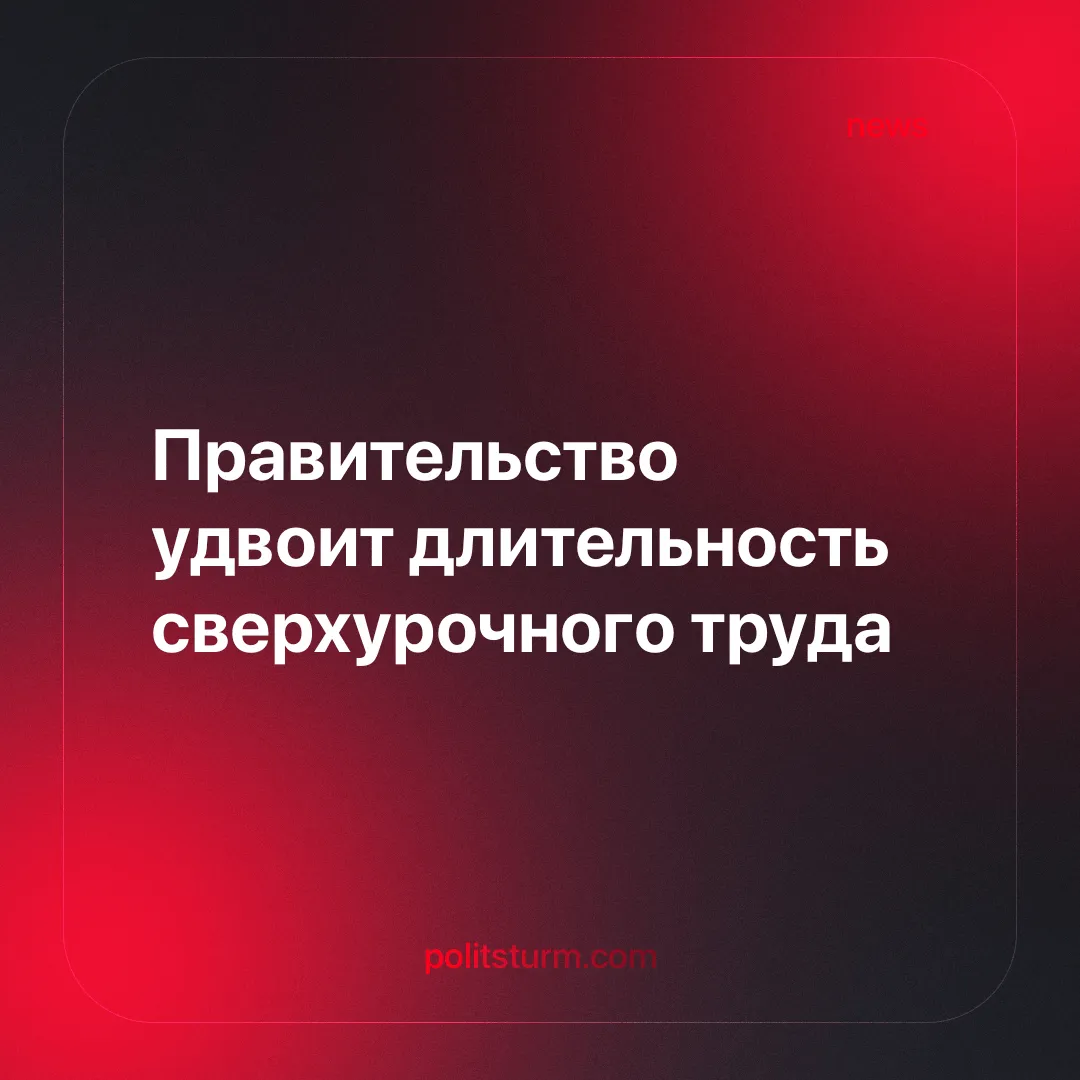 news
Правительство
удвоит длительность
сверхурочного труда
politsturm.com